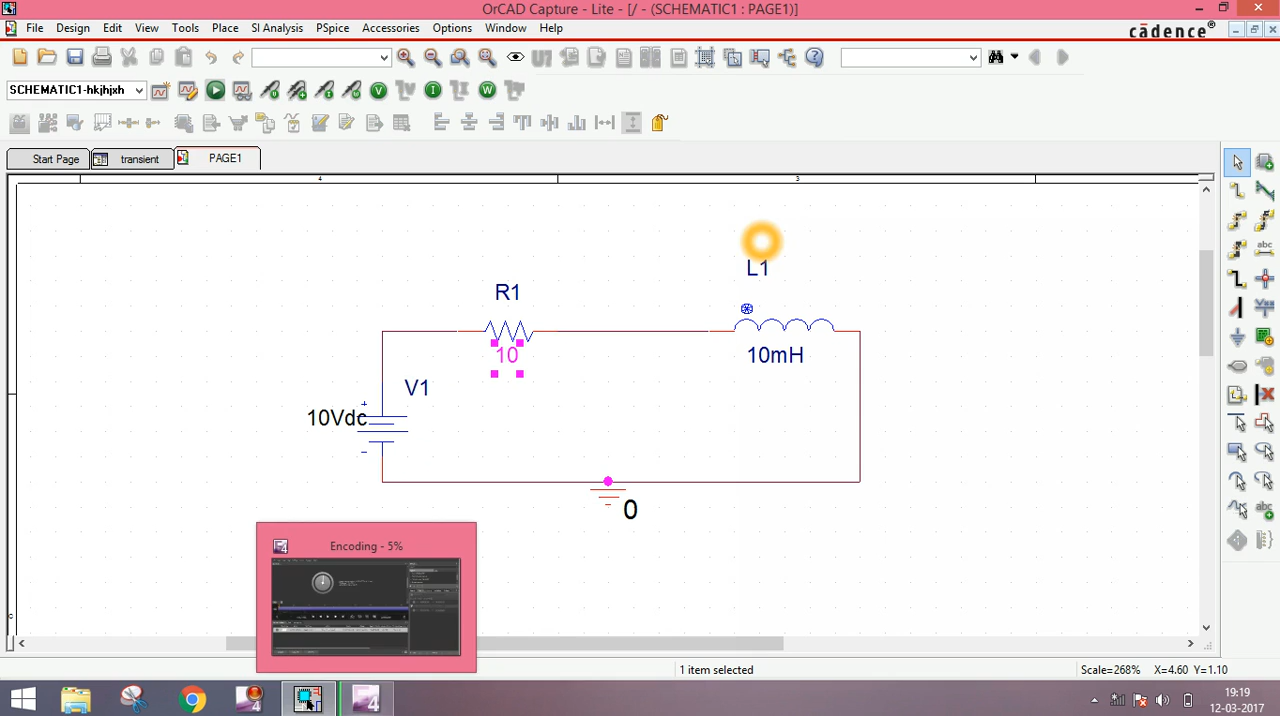 OrCAD Capture - Lite - [/ - (SCHEMATIC1 : PAGE1)]
File Design Edit View Tools Place SI Analysis PSpice Accessories Options Window Help
cādence®
SCHEMATIC1-hkjhjxh
Start Page transient PAGE1
4 3
L1
R1
10
10mH
V1
10Vdc
0
Encoding - 5%
1 item selected Scale=268% X=4.60 Y=1.10
19:19
12-03-2017